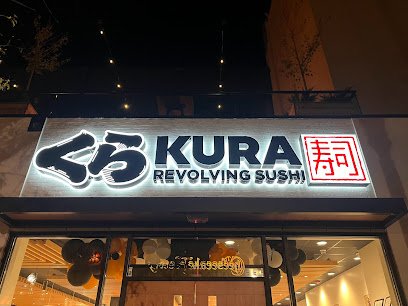 くら KURA
REVOLVING SUSHI
寿司